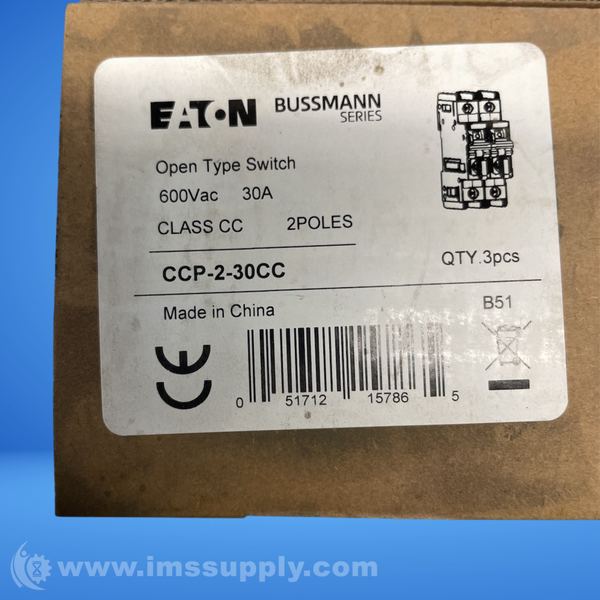 EATON BUSSMANN
SERIES
Open Type Switch
600Vac 30A
CLASS CC 2POLES
CCP-2-30CC QTY.3pcs
Made in China B51
CE
0 51712 15786 5
www.imssupply.com